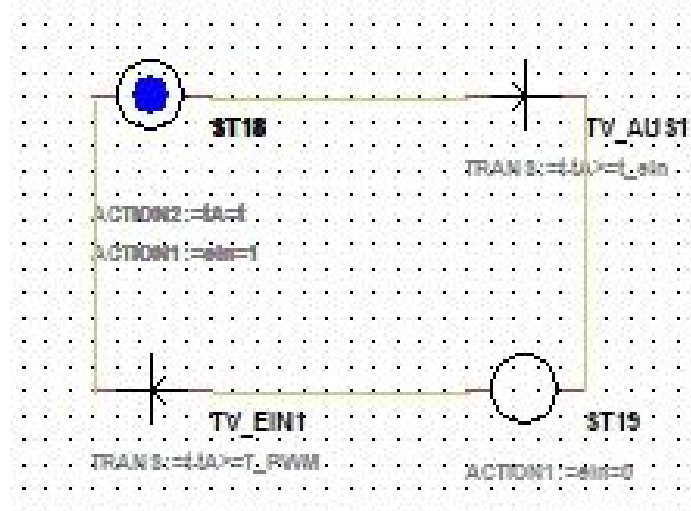 ST18
TV_AUS1
TRANS:=t-tA>=t_ein
ACTION2:=tA=t
ACTION1:=ein=1
TV_EIN1
ST19
TRANS:=t-tA>=T_PWM
ACTION1:=ein=0